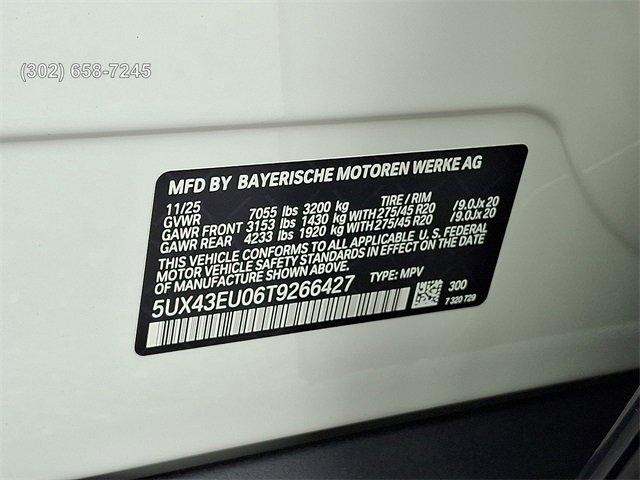 (302) 658-7245
MFD BY BAYERISCHE MOTOREN WERKE AG
11/25 TIRE / RIM
GVWR 7055 lbs 3200 kg
GAWR FRONT 3153 lbs 1430 kg WITH 275/45 R20 /9.0Jx20
GAWR REAR 4233 lbs 1920 kg WITH 275/45 R20 /9.0Jx20
THIS VEHICLE CONFORMS TO ALL APPLICABLE U.S. FEDERAL
MOTOR VEHICLE SAFETY STANDARDS IN EFFECT ON THE DATE
OF MANUFACTURE SHOWN ABOVE.
5UX43EU06T9266427 TYPE: MPV
300
7 320 729